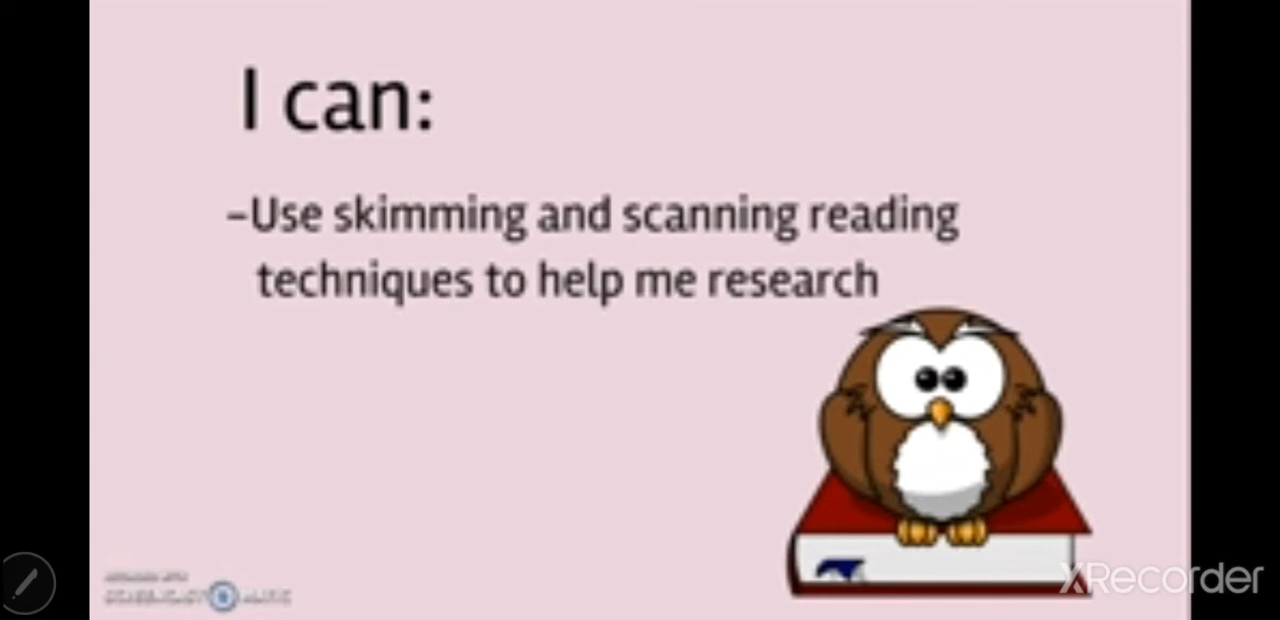 I can:
-Use skimming and scanning reading
techniques to help me research
XRecorder